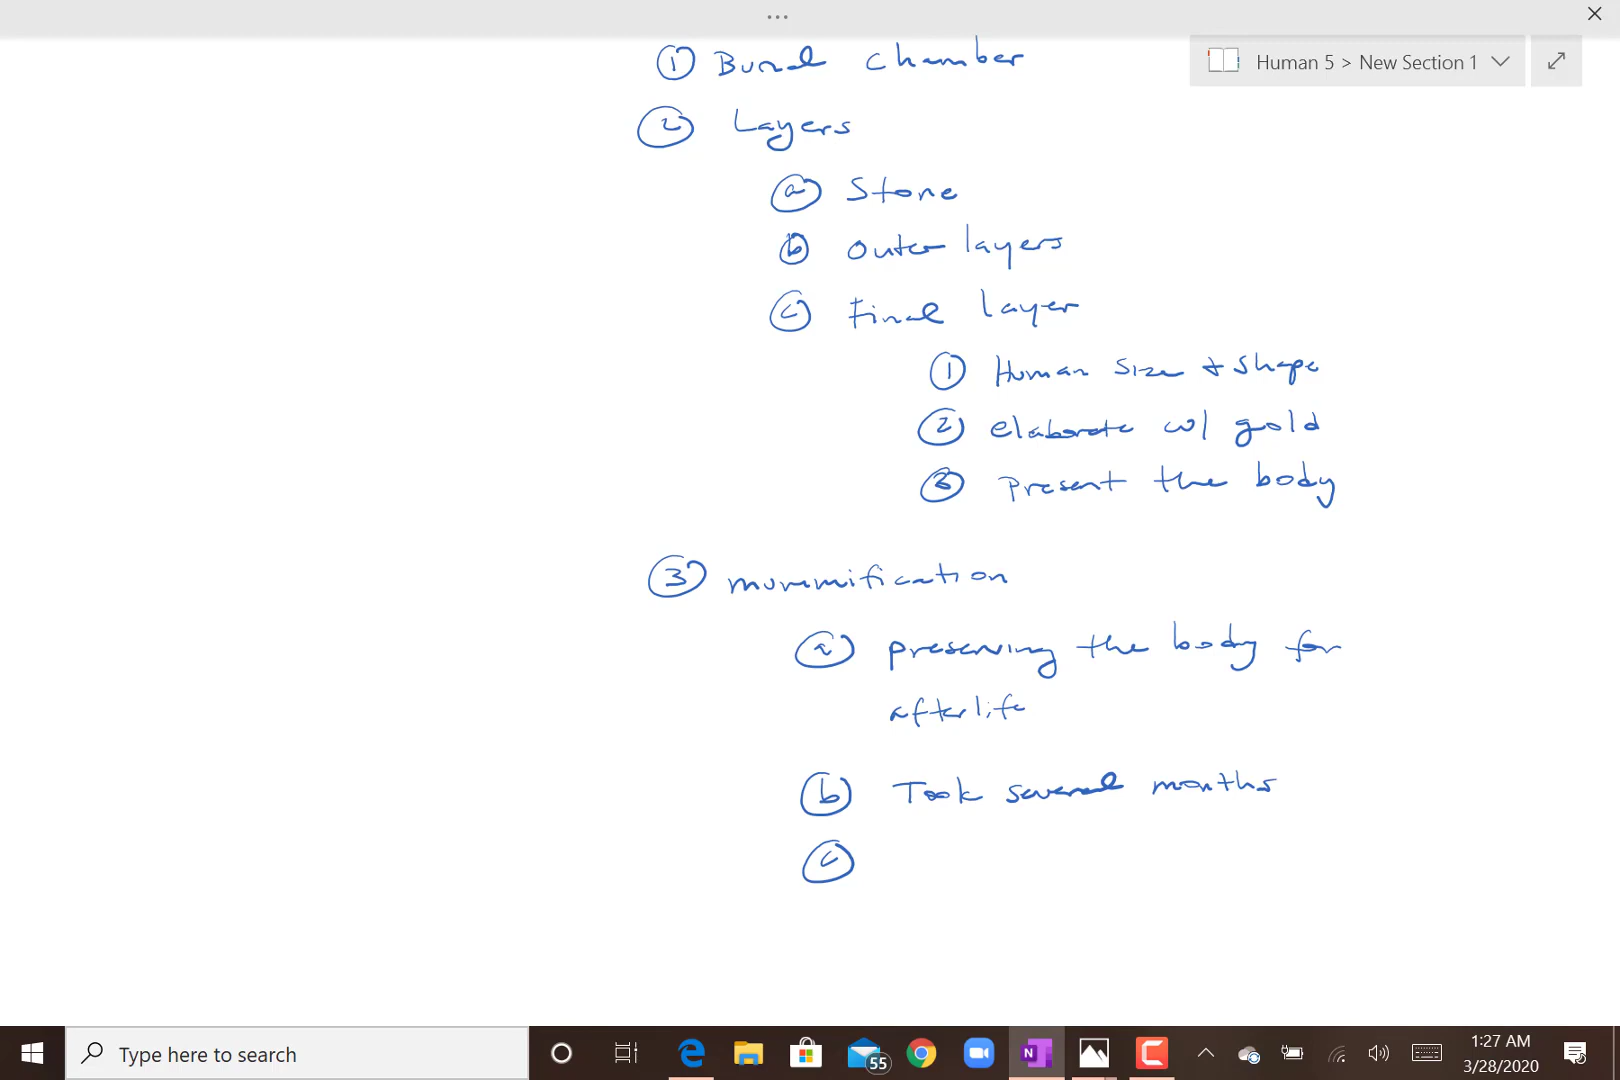 ...
① Burial chamber
Human 5 > New Section 1
② Layers
ⓐ Stone
ⓑ Outer layers
ⓒ Final layer
① Human size + shape
② elaborate w/ gold
③ Present the body
③ mummification
ⓐ preserving the body for
afterlife
ⓑ Took several months
ⓒ
Type here to search
55
N
1:27 AM
3/28/2020